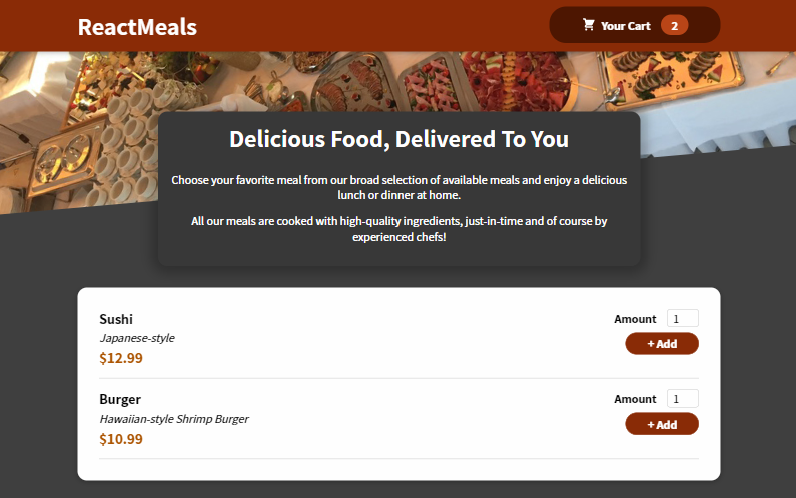 ReactMeals
Your Cart 2
Delicious Food, Delivered To You
Choose your favorite meal from our broad selection of available meals and enjoy a delicious
lunch or dinner at home.
All our meals are cooked with high-quality ingredients, just-in-time and of course by
experienced chefs!
Sushi
Amount 1
Japanese-style
+ Add
$12.99
Burger
Amount 1
Hawaiian-style Shrimp Burger
+ Add
$10.99